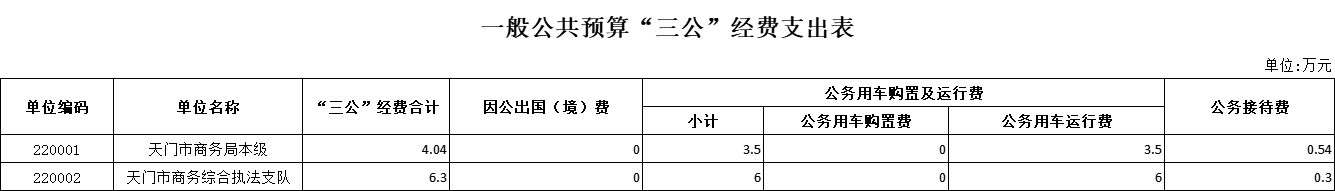 一般公共预算“三公”经费支出表
单位:万元
单位编码 单位名称 “三公”经费合计 因公出国（境）费 公务用车购置及运行费 公务接待费
小计 公务用车购置费 公务用车运行费
220001 天门市商务局本级 4.04 0 3.5 0 3.5 0.54
220002 天门市商务综合执法支队 6.3 0 6 0 6 0.3